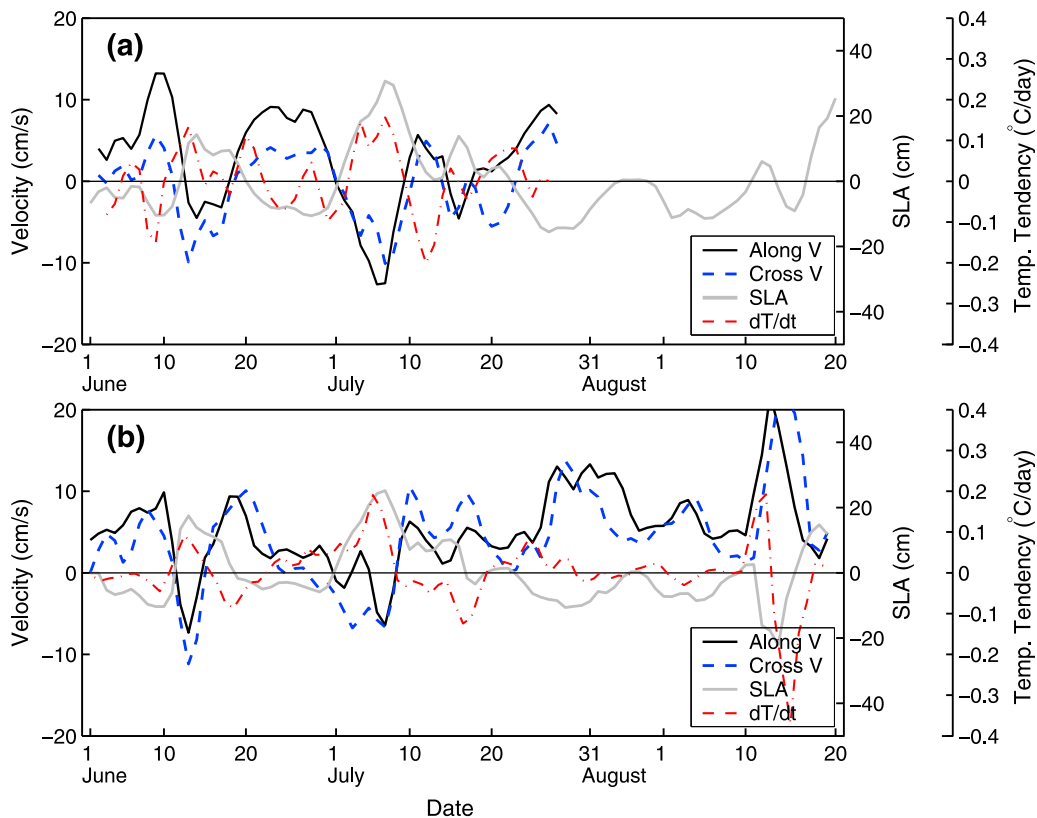 (a)
Velocity (cm/s)
20
10
0
−10
−20
40
20
0
−20
−40
SLA (cm)
0.4
0.3
0.2
0.1
0
−0.1
−0.2
−0.3
−0.4
Temp. Tendency (°C/day)
Along V
Cross V
SLA
dT/dt
1 10 20 1 10 20 31 1 10 20
June July August
(b)
Velocity (cm/s)
20
10
0
−10
−20
40
20
0
−20
−40
SLA (cm)
0.4
0.3
0.2
0.1
0
−0.1
−0.2
−0.3
−0.4
Temp. Tendency (°C/day)
Along V
Cross V
SLA
dT/dt
1 10 20 1 10 20 31 1 10 20
June July August
Date